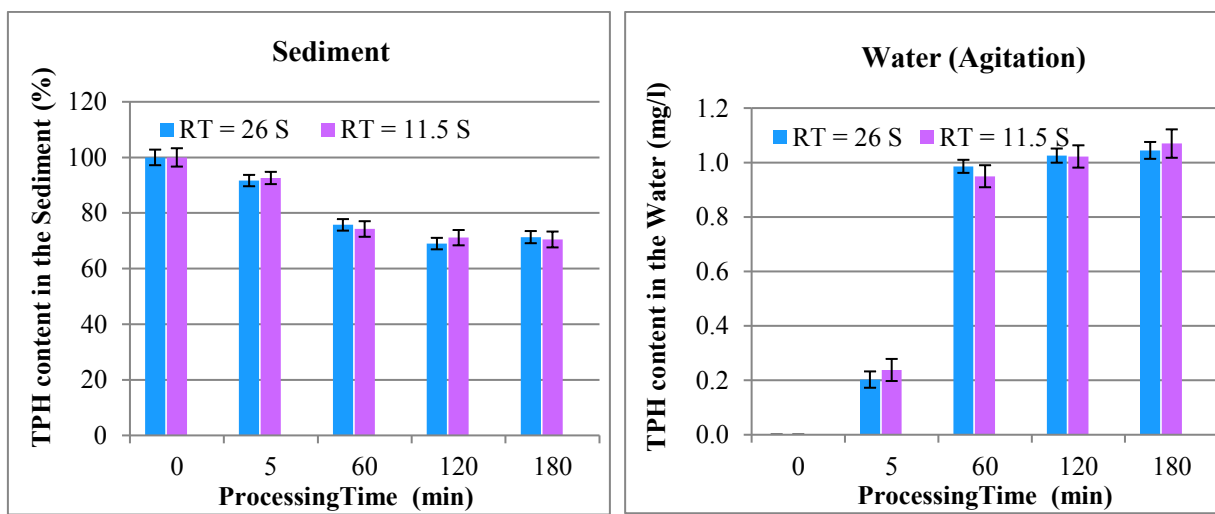 Sediment
TPH content in the Sediment (%)
120
100
80
60
40
20
0
RT = 26 S RT = 11.5 S
0 5 60 120 180
ProcessingTime (min)
Water (Agitation)
TPH content in the Water (mg/l)
1.2
1.0
0.8
0.6
0.4
0.2
0.0
RT = 26 S RT = 11.5 S
0 5 60 120 180
ProcessingTime (min)